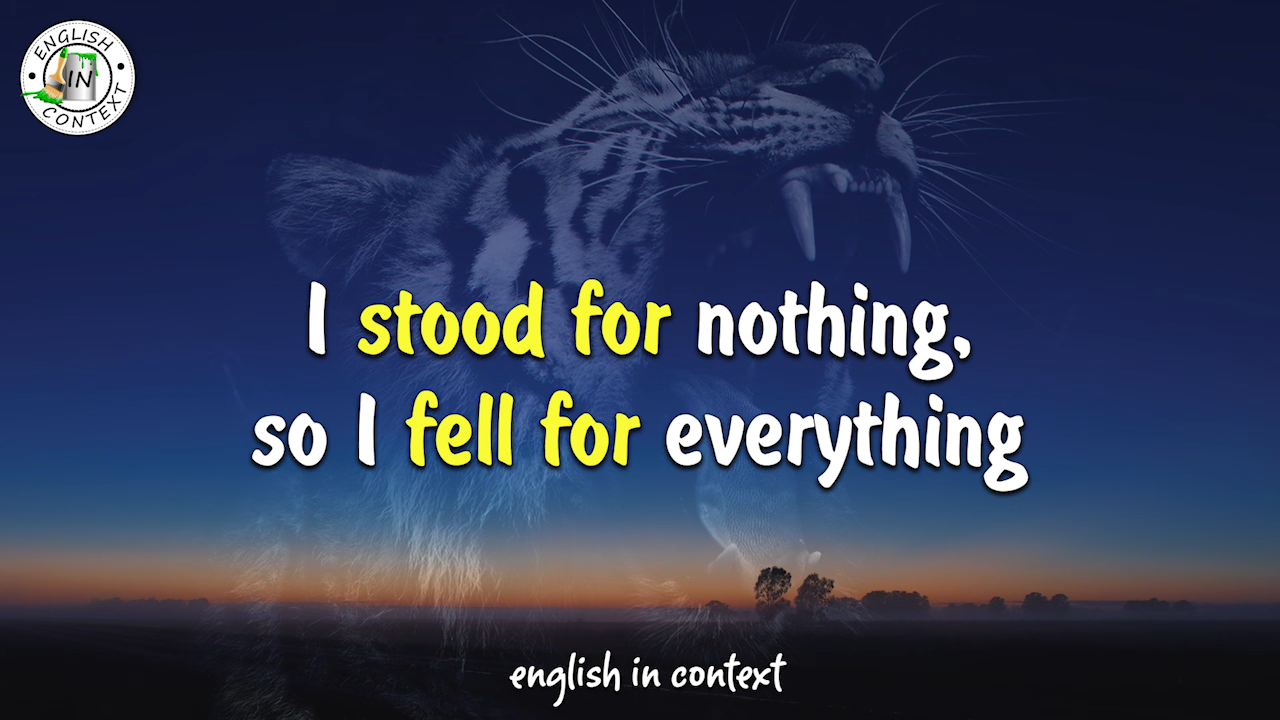 ENGLISH
IN
CONTEXT
I stood for nothing,
so I fell for everything
english in context